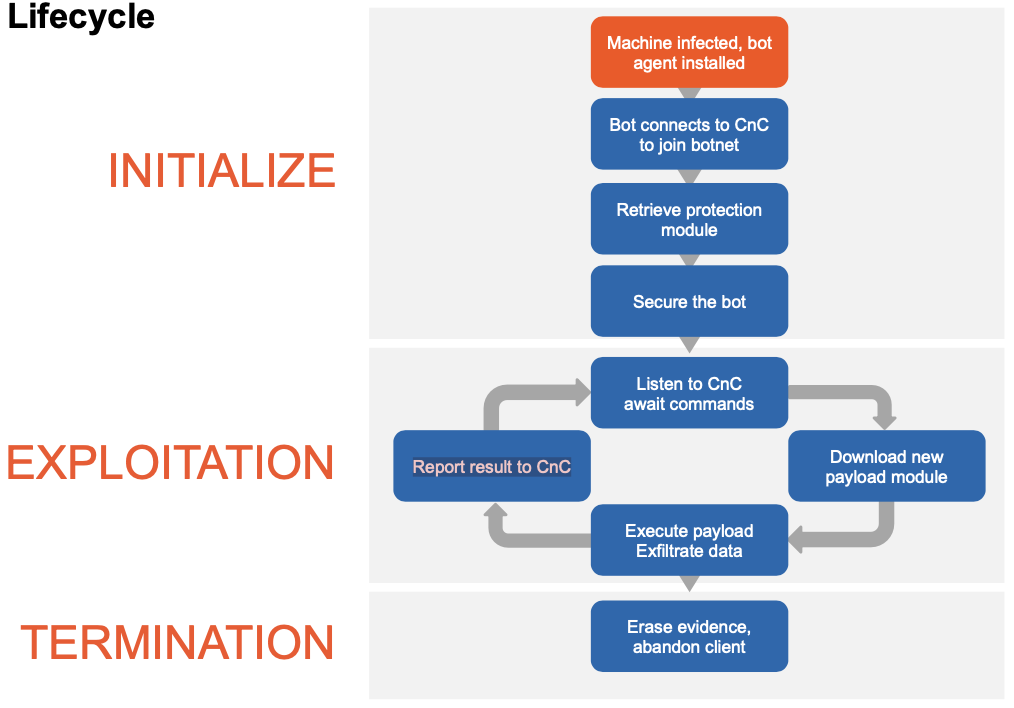 Lifecycle
INITIALIZE
Machine infected, bot
agent installed
Bot connects to CnC
to join botnet
Retrieve protection
module
Secure the bot
EXPLOITATION
Listen to CnC
await commands
Download new
payload module
Execute payload
Exfiltrate data
Report result to CnC
TERMINATION
Erase evidence,
abandon client